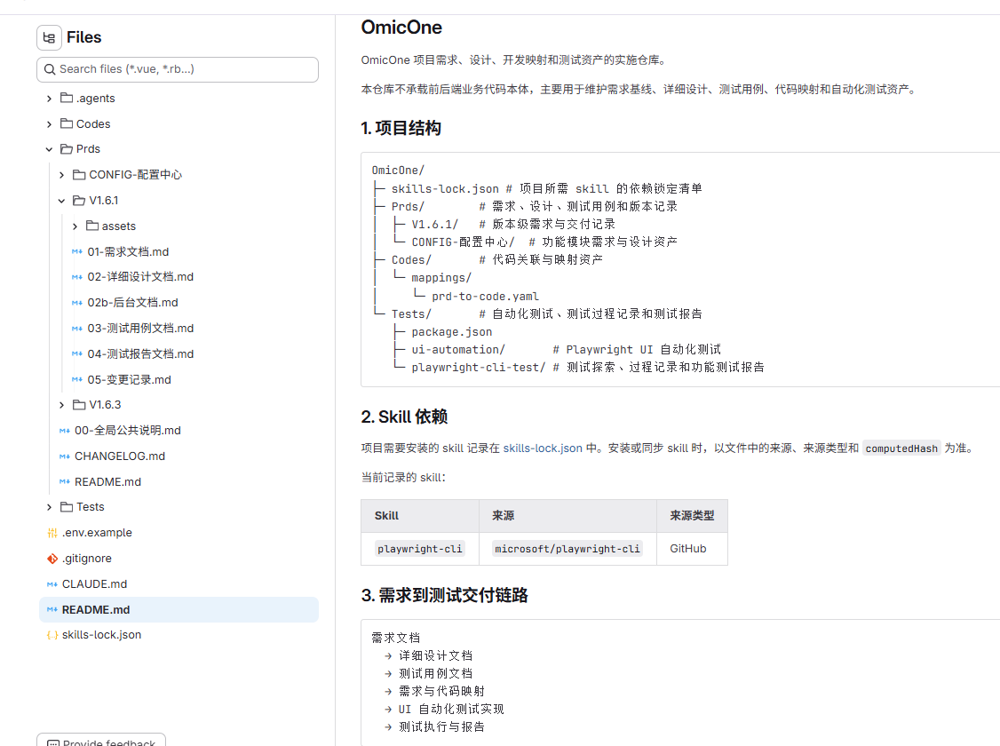 Files
Search files (*.vue, *.rb...)
.agents
Codes
Prds
CONFIG-配置中心
V1.6.1
assets
01-需求文档.md
02-详细设计文档.md
02b-后台文档.md
03-测试用例文档.md
04-测试报告文档.md
05-变更记录.md
V1.6.3
00-全局公共说明.md
CHANGELOG.md
README.md
Tests
.env.example
.gitignore
CLAUDE.md
README.md
skills-lock.json
Provide feedback
OmicOne
OmicOne 项目需求、设计、开发映射和测试资产的实施仓库。
本仓库不承载前后端业务代码本体，主要用于维护需求基线、详细设计、测试用例、代码映射和自动化测试资产。
1. 项目结构
OmicOne/
├─ skills-lock.json # 项目所需 skill 的依赖锁定清单
├─ Prds/ # 需求、设计、测试用例和版本记录
│ ├─ V1.6.1/ # 版本级需求与交付记录
│ └─ CONFIG-配置中心/ # 功能模块需求与设计资产
├─ Codes/ # 代码关联与映射资产
│ └─ mappings/
│ └─ prd-to-code.yaml
└─ Tests/ # 自动化测试、测试过程记录和测试报告
├─ package.json
├─ ui-automation/ # Playwright UI 自动化测试
└─ playwright-cli-test/ # 测试探索、过程记录和功能测试报告
2. Skill 依赖
项目需要安装的 skill 记录在 skills-lock.json 中。安装或同步 skill 时，以文件中的来源、来源类型和 computedHash 为准。
当前记录的 skill：
Skill 来源 来源类型
playwright-cli microsoft/playwright-cli GitHub
3. 需求到测试交付链路
需求文档
→ 详细设计文档
→ 测试用例文档
→ 需求与代码映射
→ UI 自动化测试实现
→ 测试执行与报告